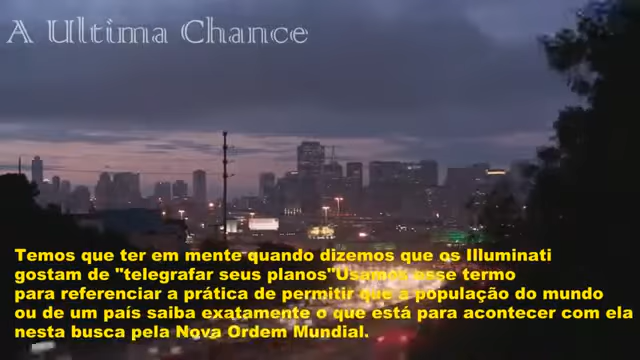 A Ultima Chance
Temos que ter em mente quando dizemos que os Illuminati
gostam de "telegrafar seus planos"Usamos esse termo
para referenciar a prática de permitir que a população do mundo
ou de um país saiba exatamente o que está para acontecer com ela
nesta busca pela Nova Ordem Mundial.